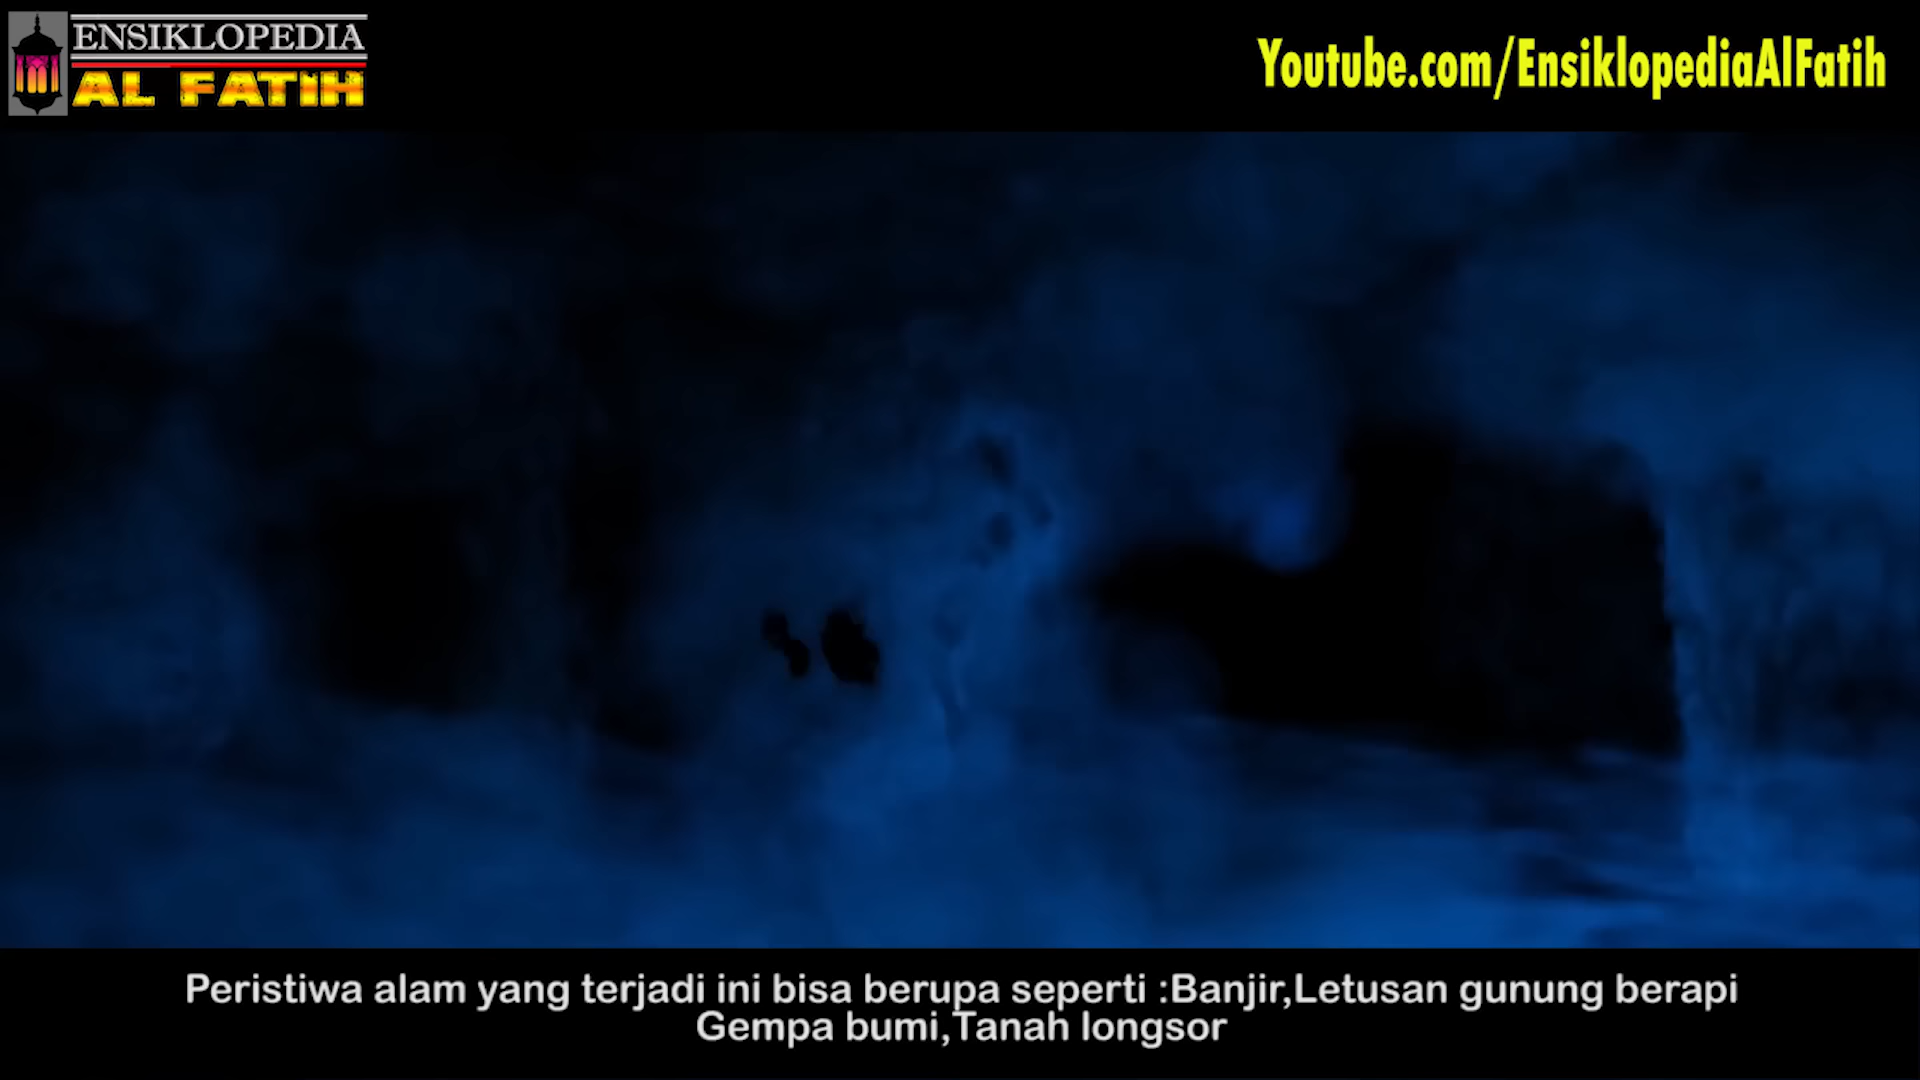 ENSIKLOPEDIA
AL FATIH
Youtube.com/EnsiklopediaAlFatih
Peristiwa alam yang terjadi ini bisa berupa seperti :Banjir,Letusan gunung berapi
Gempa bumi,Tanah longsor